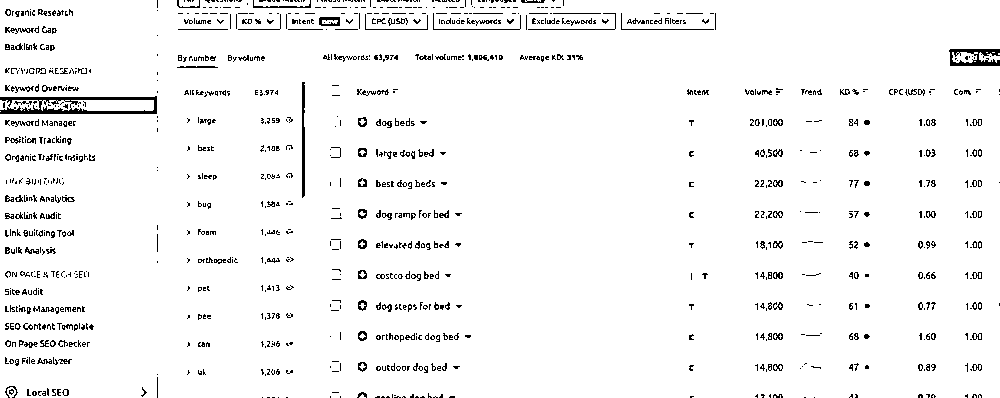 Organic Research
Keyword Gap
Backlink Gap
KEYWORD RESEARCH
Keyword Overview
Keyword Manager
Position Tracking
Organic Traffic Insights
LINK BUILDING
Backlink Analytics
Backlink Audit
Link Building Tool
Bulk Analysis
ON PAGE & TECH SEO
Site Audit
Listing Management
SEO Content Template
On Page SEO Checker
Log File Analyzer
Local SEO
Volume KD % Intent new CPC (USD) Include keywords Exclude keywords Advanced Filters
By number By volume
All keywords: 63,974 Total volume: 1,806,410 Average KD: 31%
All keywords 63,974
large 3,259
best 2,108
sleep 2,084
bug 1,584
foam 1,446
orthopedic 1,444
pet 1,413
pee 1,378
can 1,296
uk 1,206
Keyword Intent Volume Trend KD % CPC (USD) Com.
dog beds T 201,000 84 1.08 1.00
large dog bed C 40,500 68 1.03 1.00
best dog beds C 22,200 77 1.78 1.00
dog ramp for bed C 22,200 57 1.00 1.00
elevated dog bed T 18,100 52 0.99 1.00
costco dog bed I T 14,800 40 0.66 1.00
dog steps for bed T 14,800 61 0.77 1.00
orthopedic dog bed C 14,800 68 1.60 1.00
outdoor dog bed C 14,800 47 0.89 1.00